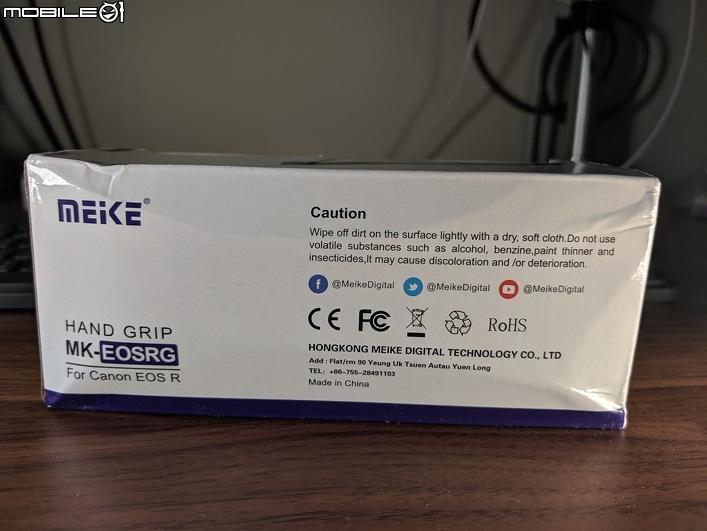 MOBILE01
MEIKE®
HAND GRIP
MK-EOSRG
For Canon EOS R
Caution
Wipe off dirt on the surface lightly with a dry, soft cloth.Do not use
volatile substances such as alcohol, benzine,paint thinner and
insecticides,It may cause discoloration and /or deterioration.
@MeikeDigital @MeikeDigital @MeikeDigital
CE FC RoHS
HONGKONG MEIKE DIGITAL TECHNOLOGY CO., LTD
Add : Flat/rm 90 Yeung Uk Tsuen Autau Yuen Long
TEL: +86-755-28491103
Made in China